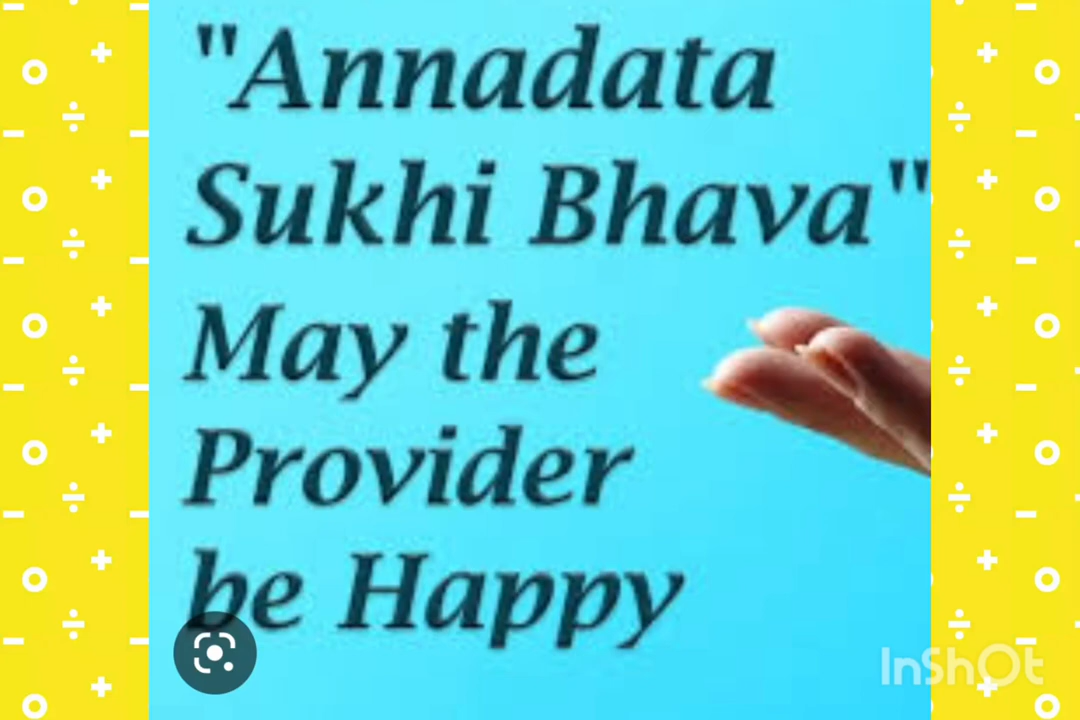 "Annadata
Sukhi Bhava"
May the
Provider
be Happy
InShOt